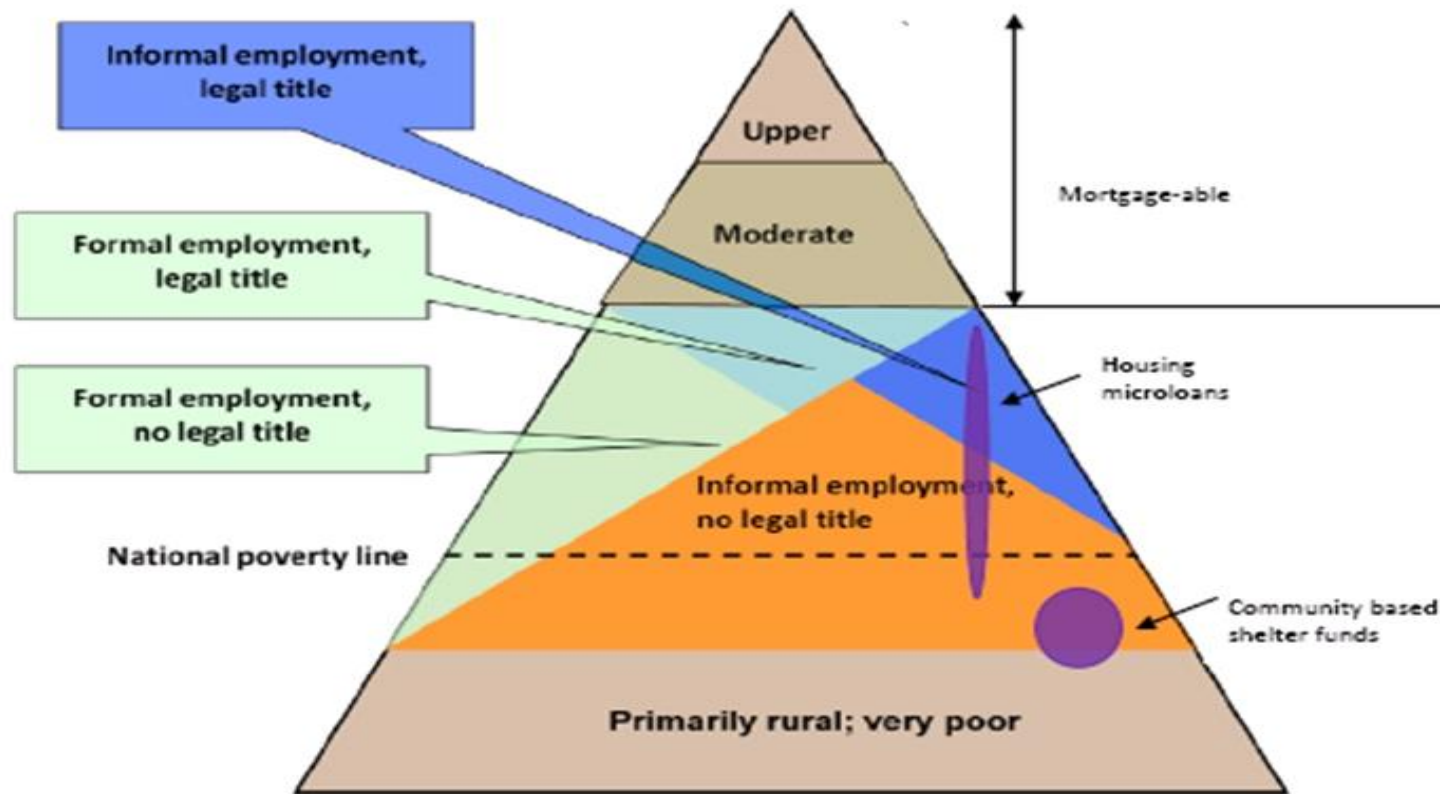 Informal employment,
legal title
Upper
Mortgage-able
Moderate
Formal employment,
legal title
Housing
microloans
Formal employment,
no legal title
Informal employment,
no legal title
National poverty line
Community based
shelter funds
Primarily rural; very poor